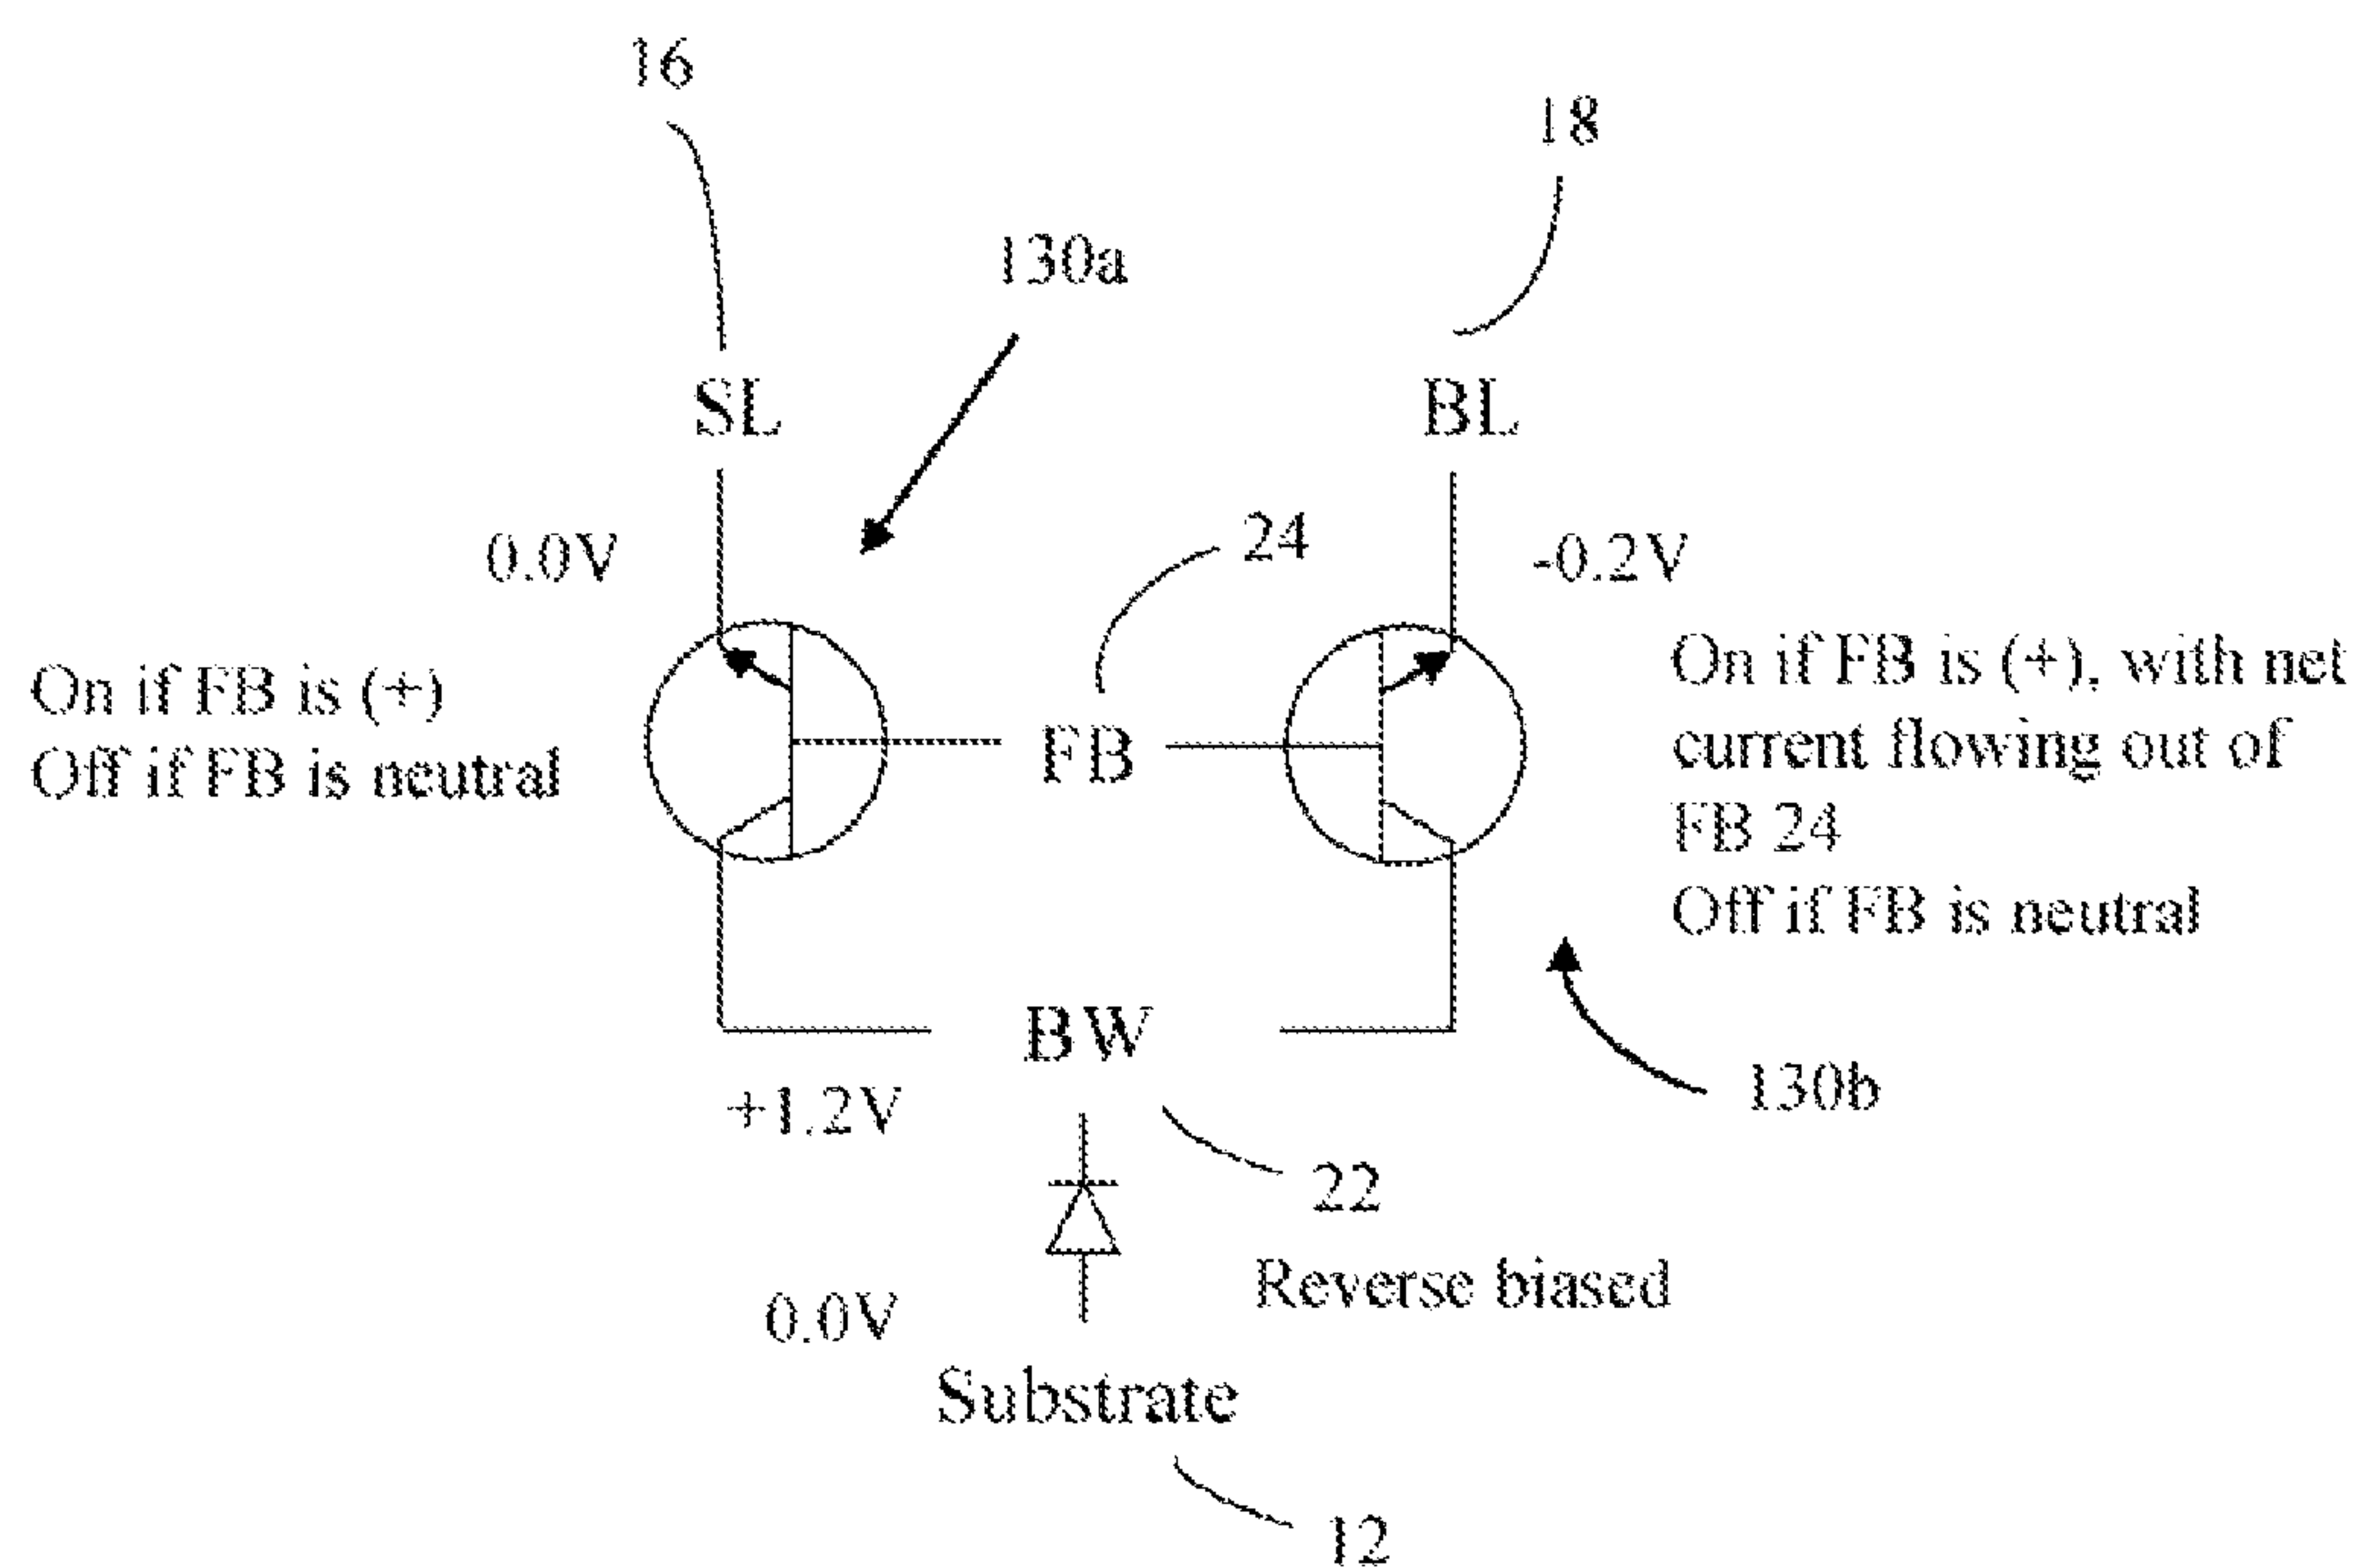 16
18
130a
SL
BL
24
0.0V
-0.2V
On if FB is (+)
Off if FB is neutral
FB
On if FB is (+), with net
current flowing out of
FB 24
Off if FB is neutral
BW
+1.2V
130b
22
Reverse biased
0.0V
Substrate
12